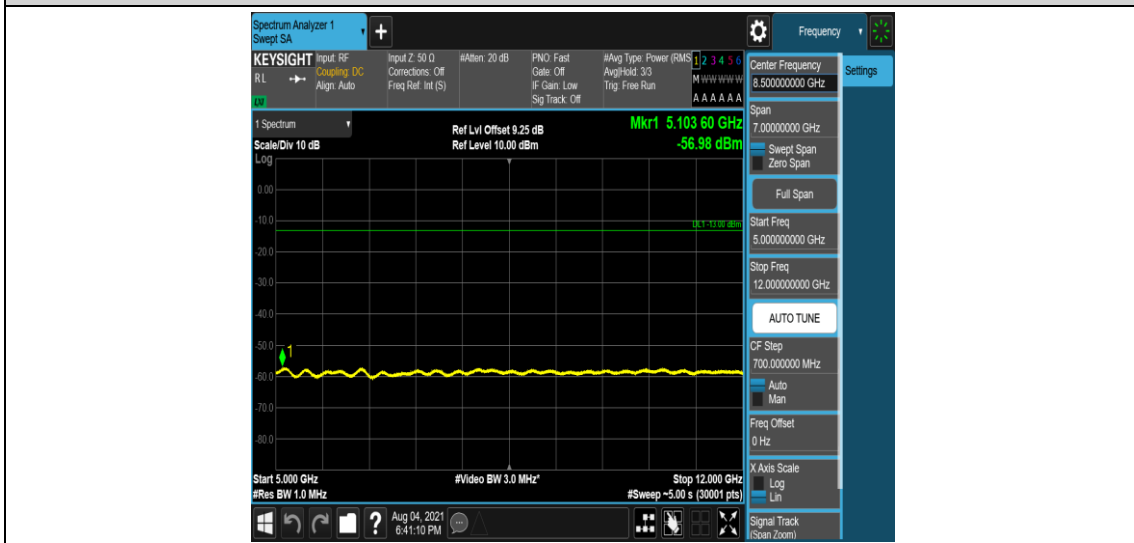 Spectrum Analyzer 1
Swept SA
Frequency
KEYSIGHT
RL
Input: RF
Coupling: DC
Align: Auto
Input Z: 50 Ω
Corrections: Off
Freq Ref: Int (S)
#Atten: 20 dB
PNO: Fast
Gate: Off
IF Gain: Low
Sig Track: Off
#Avg Type: Power (RMS
Avg|Hold: 3/3
Trig: Free Run
1 2 3 4 5 6
M W W W W W
A A A A A A
1 Spectrum
Scale/Div 10 dB
Ref Lvl Offset 9.25 dB
Ref Level 10.00 dBm
Mkr1 5.103 60 GHz
-56.98 dBm
Log
0.00
-10.0
DL1 -13.00 dBm
-20.0
-30.0
-40.0
-50.0
1
-60.0
-70.0
-80.0
Start 5.000 GHz
#Res BW 1.0 MHz
#Video BW 3.0 MHz*
Stop 12.000 GHz
#Sweep ~5.00 s (30001 pts)
Aug 04, 2021
6:41:10 PM
Center Frequency
8.500000000 GHz
Settings
Span
7.00000000 GHz
Swept Span
Zero Span
Full Span
Start Freq
5.000000000 GHz
Stop Freq
12.000000000 GHz
AUTO TUNE
CF Step
700.000000 MHz
Auto
Man
Freq Offset
0 Hz
X Axis Scale
Log
Lin
Signal Track
(Span Zoom)